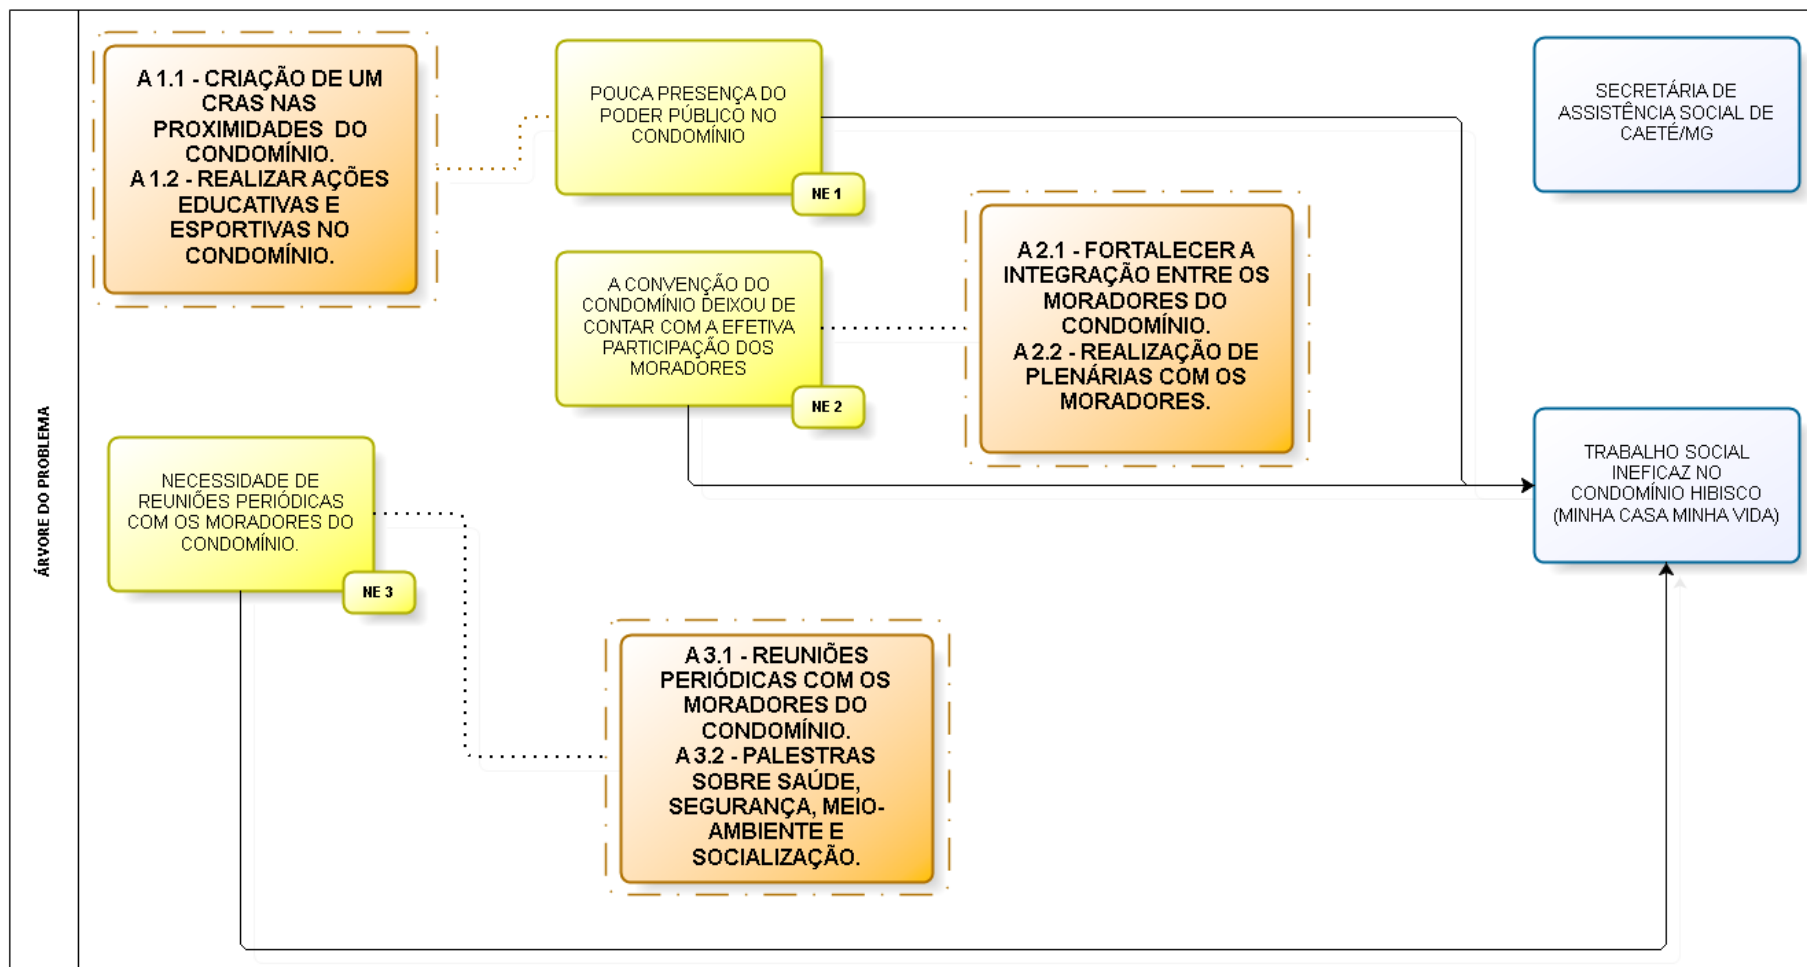 ÁRVORE DO PROBLEMA
A 1.1 - CRIAÇÃO DE UM
CRAS NAS
PROXIMIDADES DO
CONDOMÍNIO.
A 1.2 - REALIZAR AÇÕES
EDUCATIVAS E
ESPORTIVAS NO
CONDOMÍNIO.
POUCA PRESENÇA DO
PODER PÚBLICO NO
CONDOMÍNIO
NE 1
SECRETÁRIA DE
ASSISTÊNCIA SOCIAL DE
CAETÉ/MG
A CONVENÇÃO DO
CONDOMÍNIO DEIXOU DE
CONTAR COM A EFETIVA
PARTICIPAÇÃO DOS
MORADORES
NE 2
A 2.1 - FORTALECER A
INTEGRAÇÃO ENTRE OS
MORADORES DO
CONDOMÍNIO.
A 2.2 - REALIZAÇÃO DE
PLENÁRIAS COM OS
MORADORES.
NECESSIDADE DE
REUNIÕES PERIÓDICAS
COM OS MORADORES DO
CONDOMÍNIO.
NE 3
TRABALHO SOCIAL
INEFICAZ NO
CONDOMÍNIO HIBISCO
(MINHA CASA MINHA VIDA)
A 3.1 - REUNIÕES
PERIÓDICAS COM OS
MORADORES DO
CONDOMÍNIO.
A 3.2 - PALESTRAS
SOBRE SAÚDE,
SEGURANÇA, MEIO-
AMBIENTE E
SOCIALIZAÇÃO.